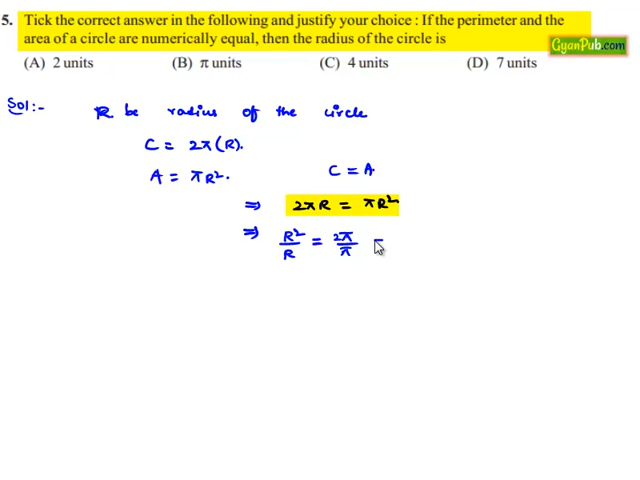 5. Tick the correct answer in the following and justify your choice : If the perimeter and the
area of a circle are numerically equal, then the radius of the circle is
GyanPub.com
(A) 2 units (B) π units (C) 4 units (D) 7 units
Sol:- R be radius of the circle
C = 2π(R).
A = πR². C = A.
⇒ 2πR = πR²
⇒ R²/R = 2π/π =